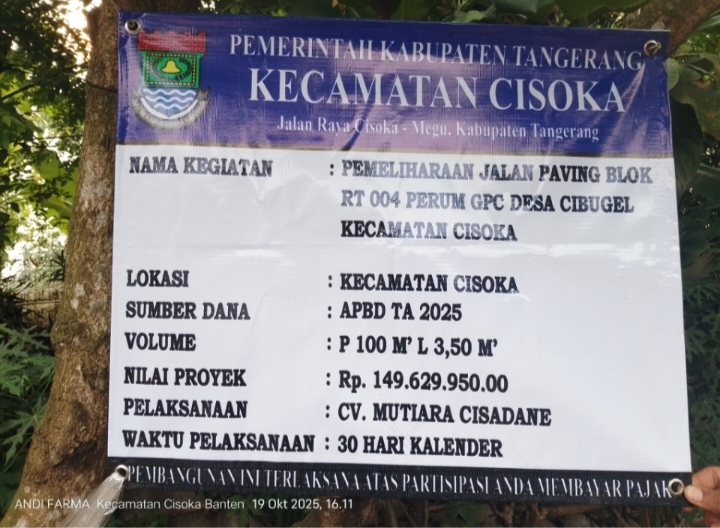 PEMERINTAH KABUPATEN TANGERANG
KECAMATAN CISOKA
Jalan Raya Cisoka - Megu. Kabupaten Tangerang
NAMA KEGIATAN : PEMELIHARAAN JALAN PAVING BLOK
RT 004 PERUM GPC DESA CIBUGEL
KECAMATAN CISOKA
LOKASI : KECAMATAN CISOKA
SUMBER DANA : APBD TA 2025
VOLUME : P 100 M' L 3,50 M'
NILAI PROYEK : Rp. 149.629.950.00
PELAKSANAAN : CV. MUTIARA CISADANE
WAKTU PELAKSANAAN : 30 HARI KALENDER
PEMBANGUNAN INI TERLAKSANA ATAS PARTISIPASI ANDA MEMBAYAR PAJAK
ANDI FARMA Kecamatan Cisoka Banten 19 Okt 2025, 16.11